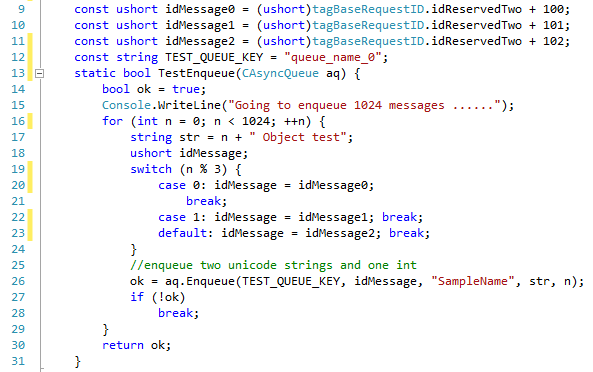 9 const ushort idMessage0 = (ushort)tagBaseRequestID.idReservedTwo + 100;
10 const ushort idMessage1 = (ushort)tagBaseRequestID.idReservedTwo + 101;
11 const ushort idMessage2 = (ushort)tagBaseRequestID.idReservedTwo + 102;
12 const string TEST_QUEUE_KEY = "queue_name_0";
13 static bool TestEnqueue(CAsyncQueue aq) {
14     bool ok = true;
15     Console.WriteLine("Going to enqueue 1024 messages ......");
16     for (int n = 0; n < 1024; ++n) {
17         string str = n + " Object test";
18         ushort idMessage;
19         switch (n % 3) {
20             case 0: idMessage = idMessage0;
21                 break;
22             case 1: idMessage = idMessage1; break;
23             default: idMessage = idMessage2; break;
24         }
25         //enqueue two unicode strings and one int
26         ok = aq.Enqueue(TEST_QUEUE_KEY, idMessage, "SampleName", str, n);
27         if (!ok)
28             break;
29     }
30     return ok;
31 }